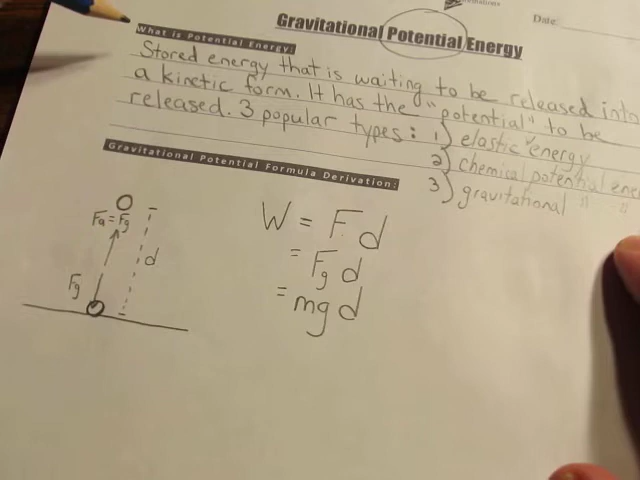 Date:
Gravitational Potential Energy
What is Potential Energy:
Stored energy that is waiting to be released into
a kinetic form. It has the "potential" to be
released. 3 popular types: 1) elastic energy
2) chemical potential ene
3) gravitational " "
Gravitational Potential Formula Derivation:
Fa = Fg
d
Fg
W = F.d
= Fg d
= mg d